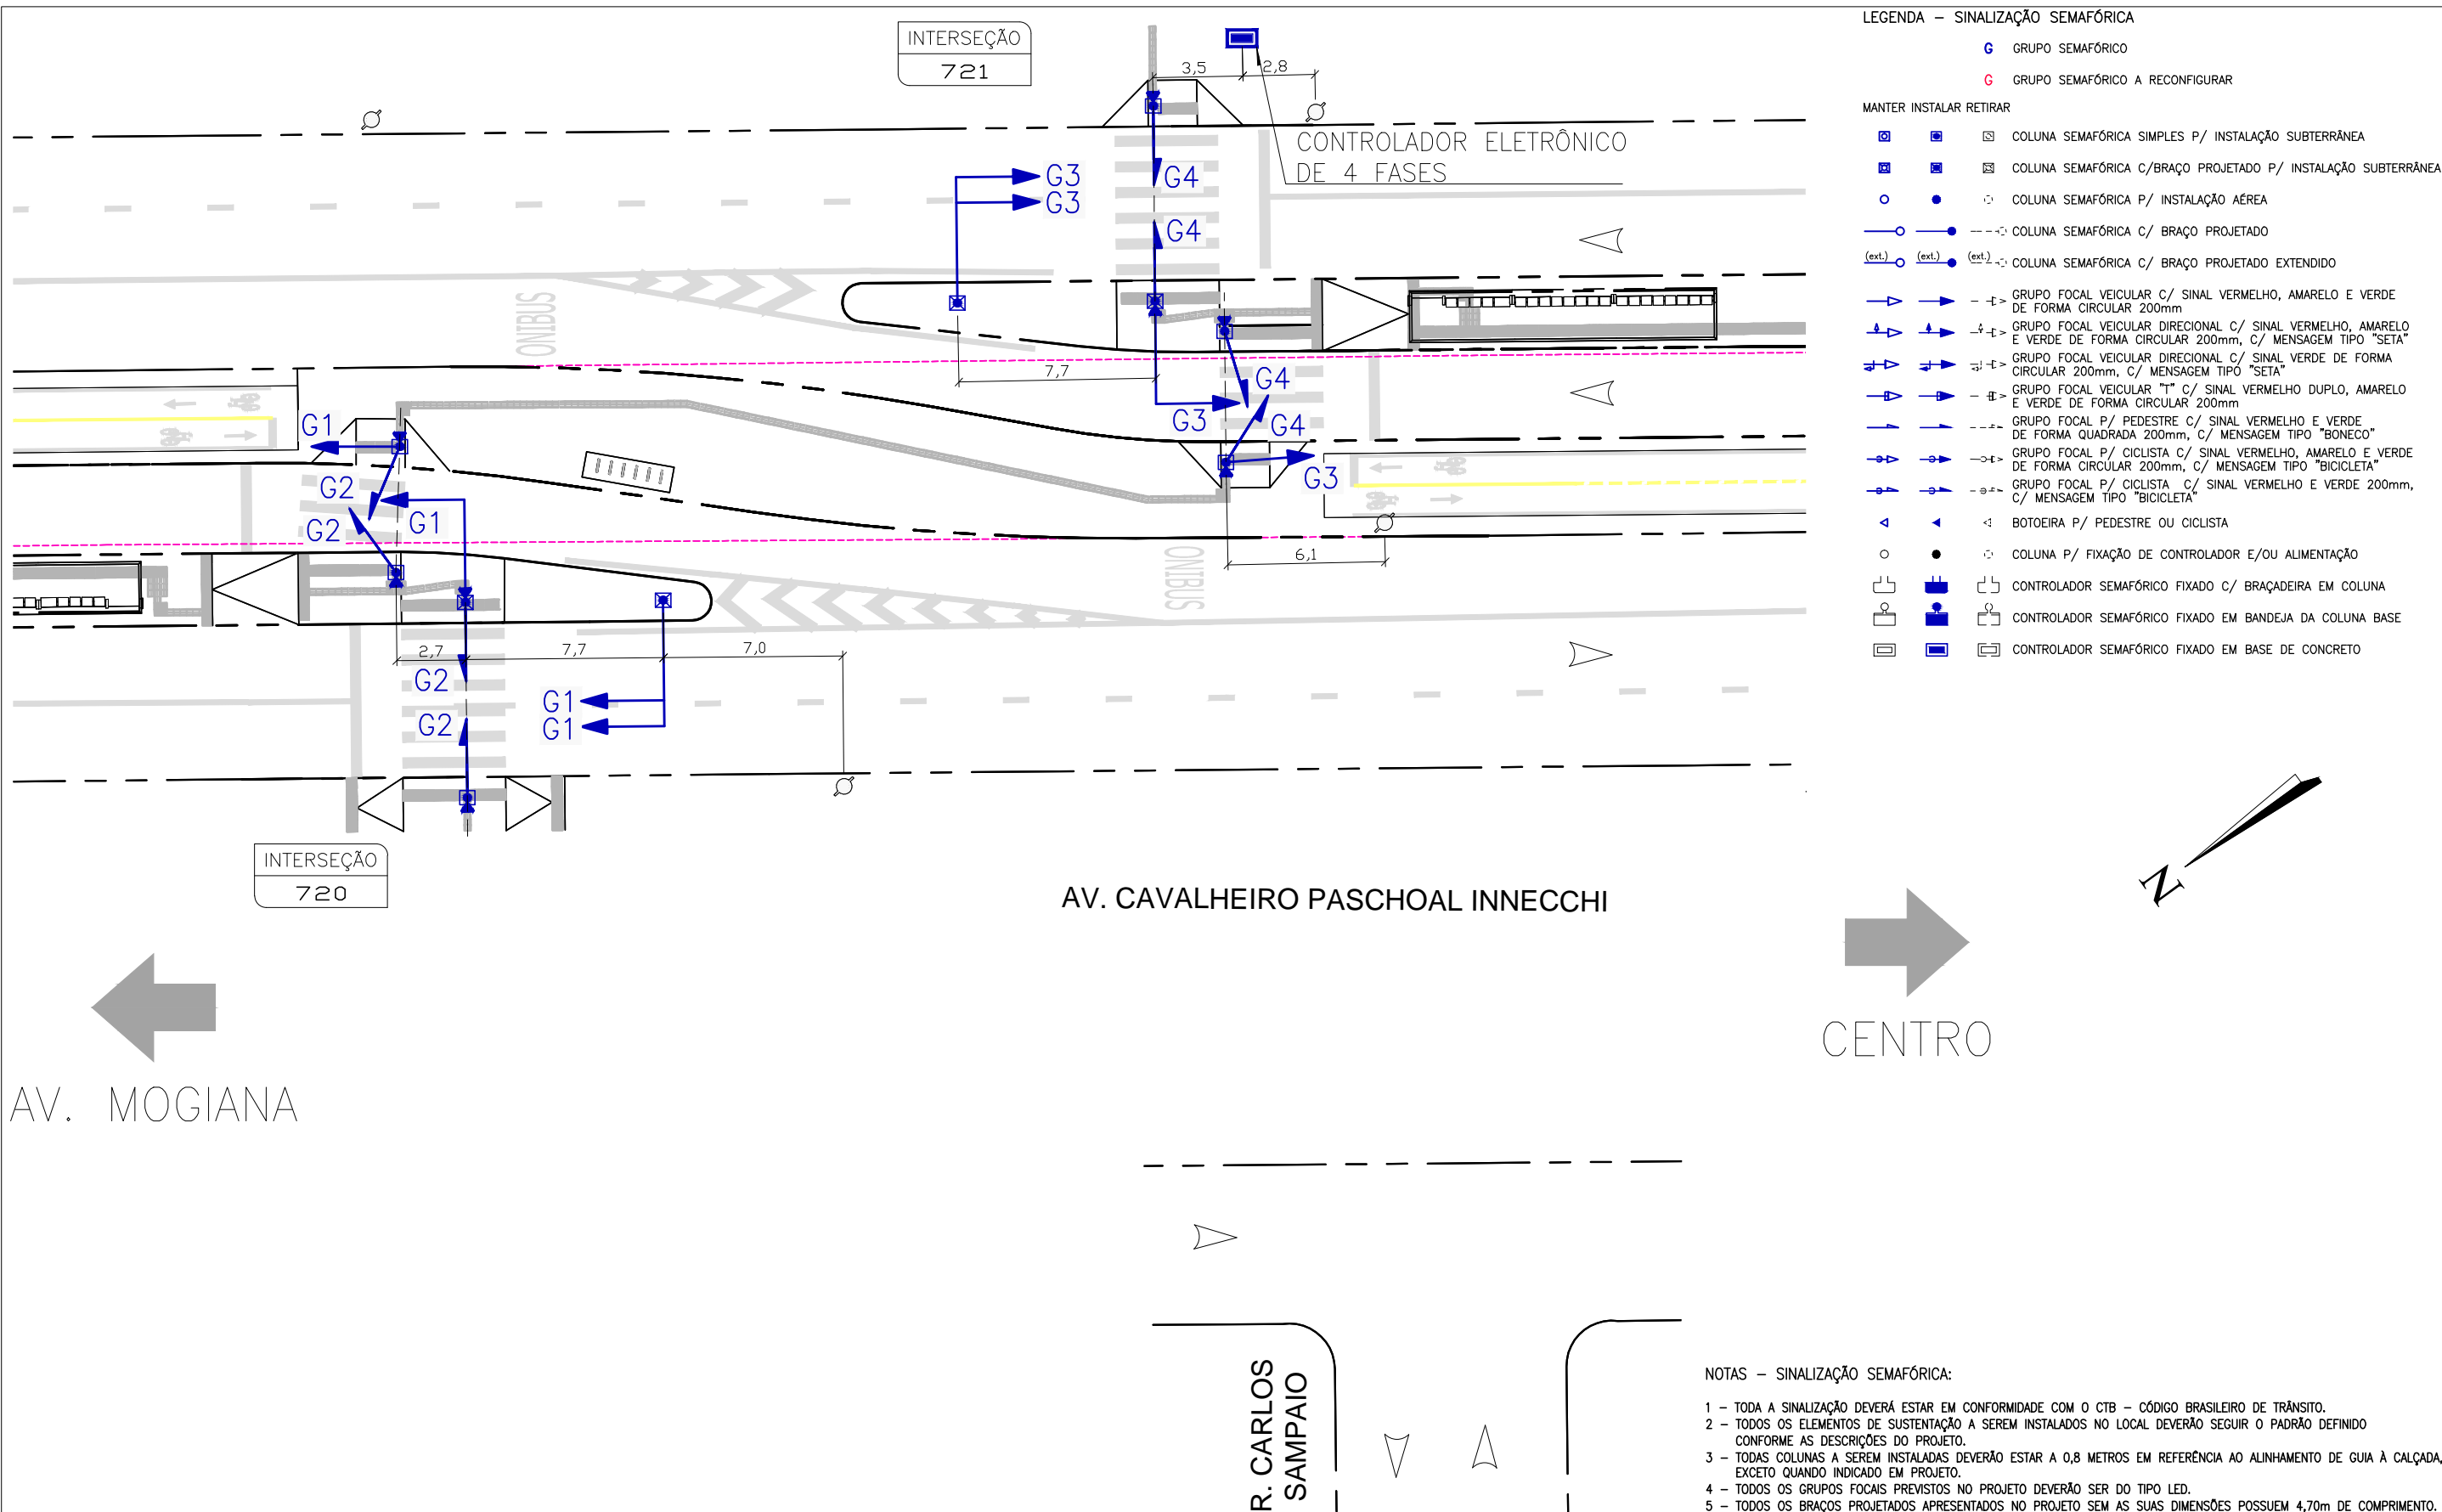 INTERSEÇÃO
721
3,5
2,8
CONTROLADOR ELETRÔNICO
DE 4 FASES
G3
G3
G4
G4
ONIBUS
7,7
G4
G3
G4
G3
G1
G2
G2
G1
ONIBUS
6,1
2,7
7,7
7,0
G2
G1
G1
G2
INTERSEÇÃO
720
AV. CAVALHEIRO PASCHOAL INNECCHI
N
CENTRO
AV. MOGIANA
R. CARLOS
SAMPAIO
LEGENDA – SINALIZAÇÃO SEMAFÓRICA
G GRUPO SEMAFÓRICO
G GRUPO SEMAFÓRICO A RECONFIGURAR
MANTER INSTALAR RETIRAR
COLUNA SEMAFÓRICA SIMPLES P/ INSTALAÇÃO SUBTERRÂNEA
COLUNA SEMAFÓRICA C/BRAÇO PROJETADO P/ INSTALAÇÃO SUBTERRÂNEA
COLUNA SEMAFÓRICA P/ INSTALAÇÃO AÉREA
COLUNA SEMAFÓRICA C/ BRAÇO PROJETADO
(ext.) (ext.) (ext.) COLUNA SEMAFÓRICA C/ BRAÇO PROJETADO EXTENDIDO
GRUPO FOCAL VEICULAR C/ SINAL VERMELHO, AMARELO E VERDE
DE FORMA CIRCULAR 200mm
GRUPO FOCAL VEICULAR DIRECIONAL C/ SINAL VERMELHO, AMARELO
E VERDE DE FORMA CIRCULAR 200mm, C/ MENSAGEM TIPO "SETA"
GRUPO FOCAL VEICULAR DIRECIONAL C/ SINAL VERDE DE FORMA
CIRCULAR 200mm, C/ MENSAGEM TIPO "SETA"
GRUPO FOCAL VEICULAR "T" C/ SINAL VERMELHO DUPLO, AMARELO
E VERDE DE FORMA CIRCULAR 200mm
GRUPO FOCAL P/ PEDESTRE C/ SINAL VERMELHO E VERDE
DE FORMA QUADRADA 200mm, C/ MENSAGEM TIPO "BONECO"
GRUPO FOCAL P/ CICLISTA C/ SINAL VERMELHO, AMARELO E VERDE
DE FORMA CIRCULAR 200mm, C/ MENSAGEM TIPO "BICICLETA"
GRUPO FOCAL P/ CICLISTA C/ SINAL VERMELHO E VERDE 200mm,
C/ MENSAGEM TIPO "BICICLETA"
BOTOEIRA P/ PEDESTRE OU CICLISTA
COLUNA P/ FIXAÇÃO DE CONTROLADOR E/OU ALIMENTAÇÃO
CONTROLADOR SEMAFÓRICO FIXADO C/ BRAÇADEIRA EM COLUNA
CONTROLADOR SEMAFÓRICO FIXADO EM BANDEJA DA COLUNA BASE
CONTROLADOR SEMAFÓRICO FIXADO EM BASE DE CONCRETO
NOTAS – SINALIZAÇÃO SEMAFÓRICA:
1 – TODA A SINALIZAÇÃO DEVERÁ ESTAR EM CONFORMIDADE COM O CTB – CÓDIGO BRASILEIRO DE TRÂNSITO.
2 – TODOS OS ELEMENTOS DE SUSTENTAÇÃO A SEREM INSTALADOS NO LOCAL DEVERÃO SEGUIR O PADRÃO DEFINIDO
CONFORME AS DESCRIÇÕES DO PROJETO.
3 – TODAS COLUNAS A SEREM INSTALADAS DEVERÃO ESTAR A 0,8 METROS EM REFERÊNCIA AO ALINHAMENTO DE GUIA À CALÇADA,
EXCETO QUANDO INDICADO EM PROJETO.
4 – TODOS OS GRUPOS FOCAIS PREVISTOS NO PROJETO DEVERÃO SER DO TIPO LED.
5 – TODOS OS BRAÇOS PROJETADOS APRESENTADOS NO PROJETO SEM AS SUAS DIMENSÕES POSSUEM 4,70m DE COMPRIMENTO.